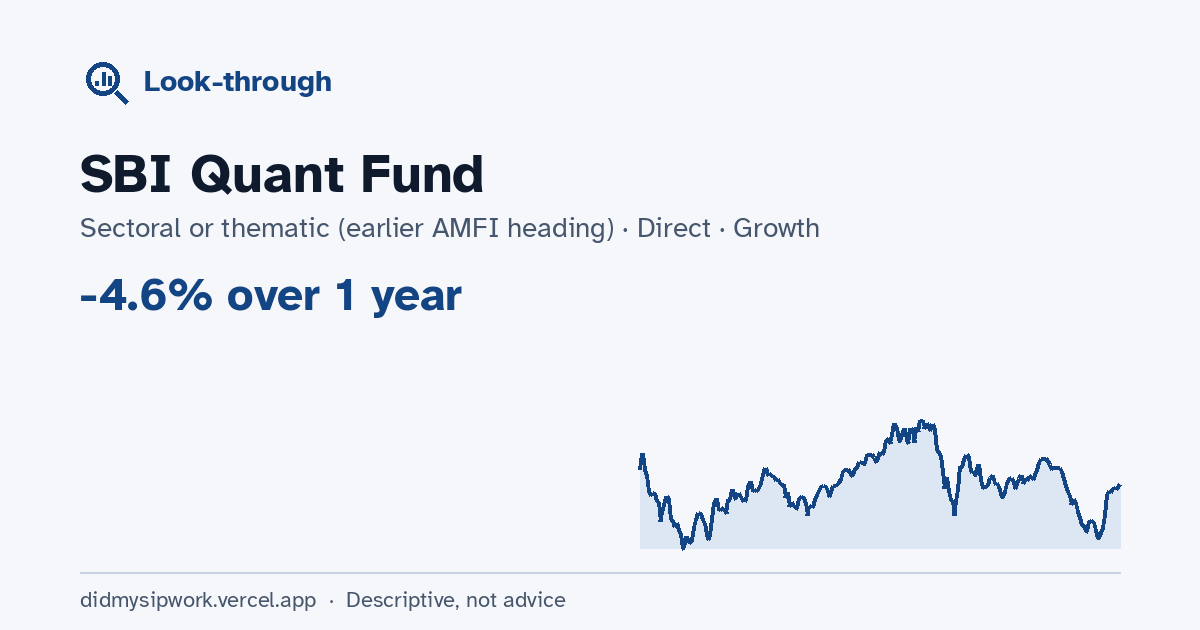 Look-through
SBI Quant Fund
Sectoral or thematic (earlier AMFI heading) · Direct · Growth
-4.6% over 1 year
didmysipwork.vercel.app · Descriptive, not advice